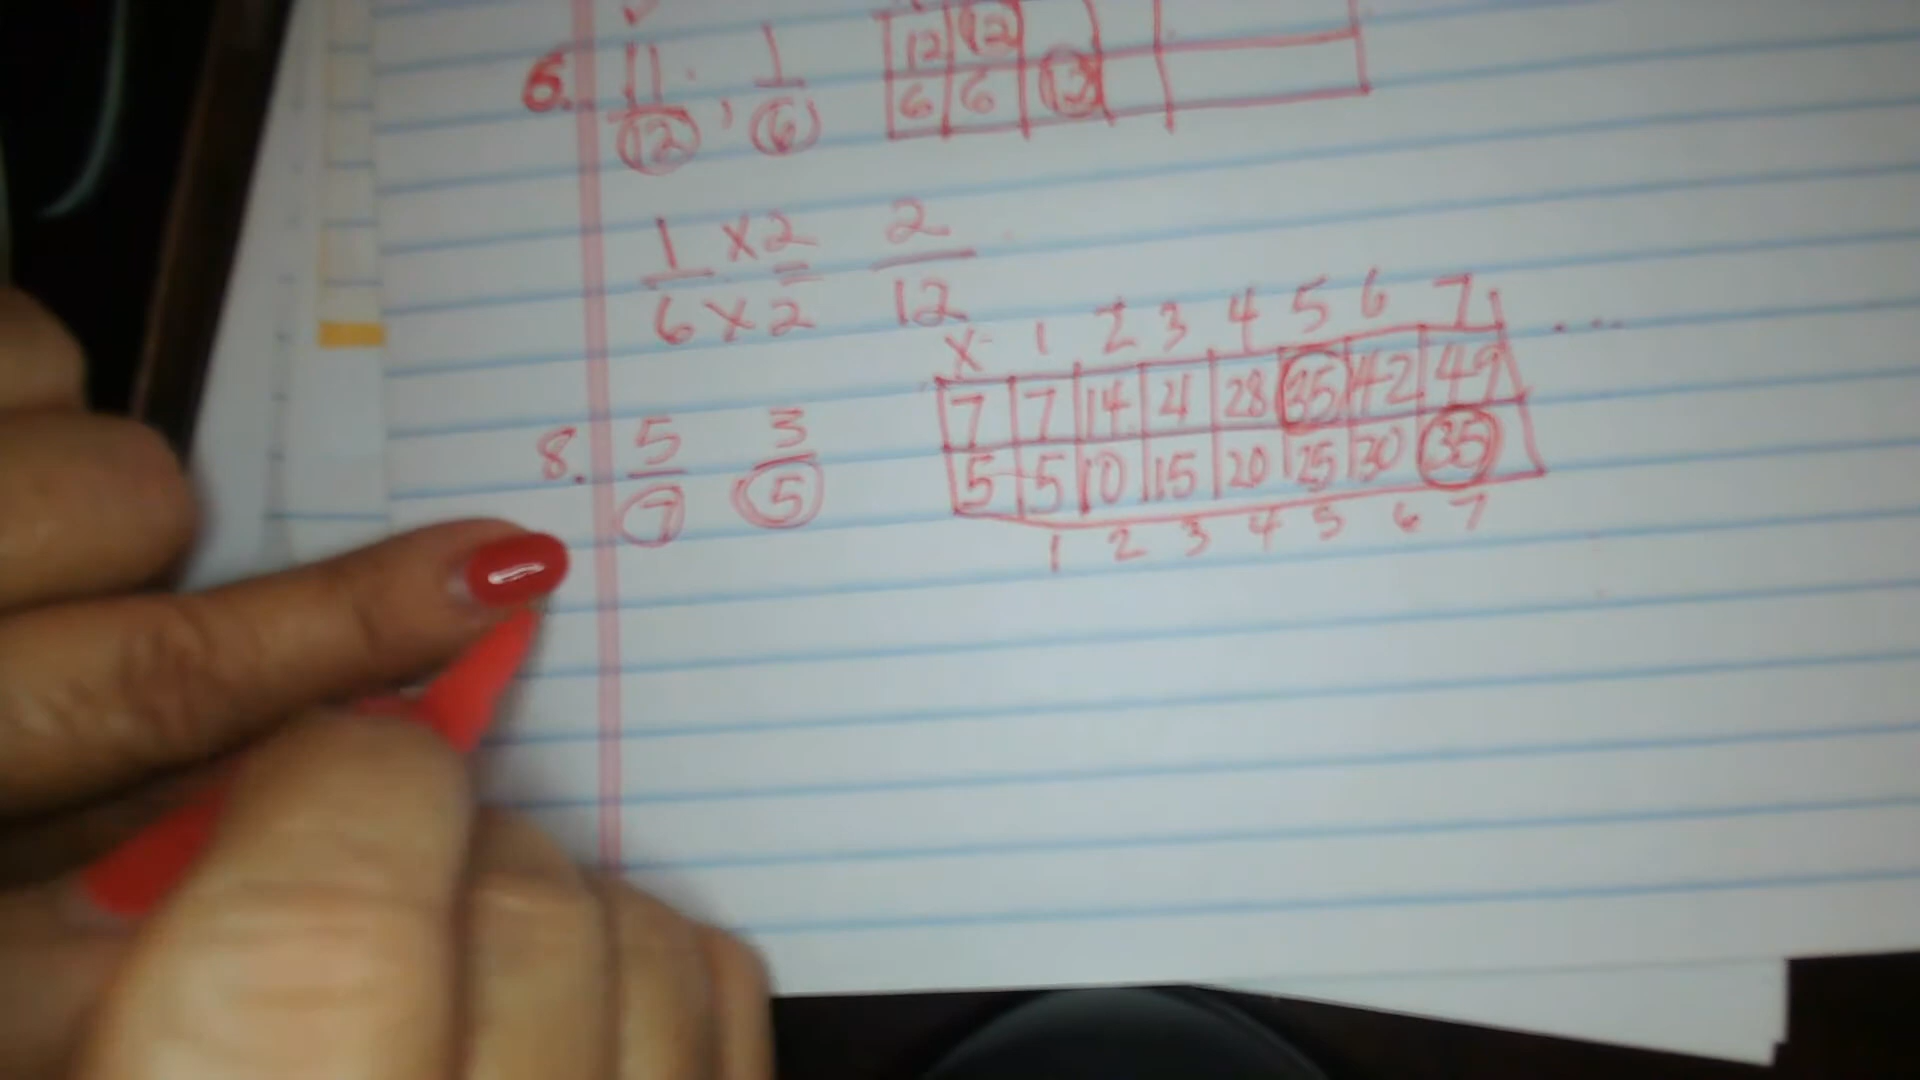 6. 11/12, 1/6 12 12
6 6 12
1 x 2 2
6 x 2 12
x 1 2 3 4 5 6 7 ...
7 7 14 21 28 35 42 49
8. 5/7 3/5 5 5 10 15 20 25 30 35
1 2 3 4 5 6 7